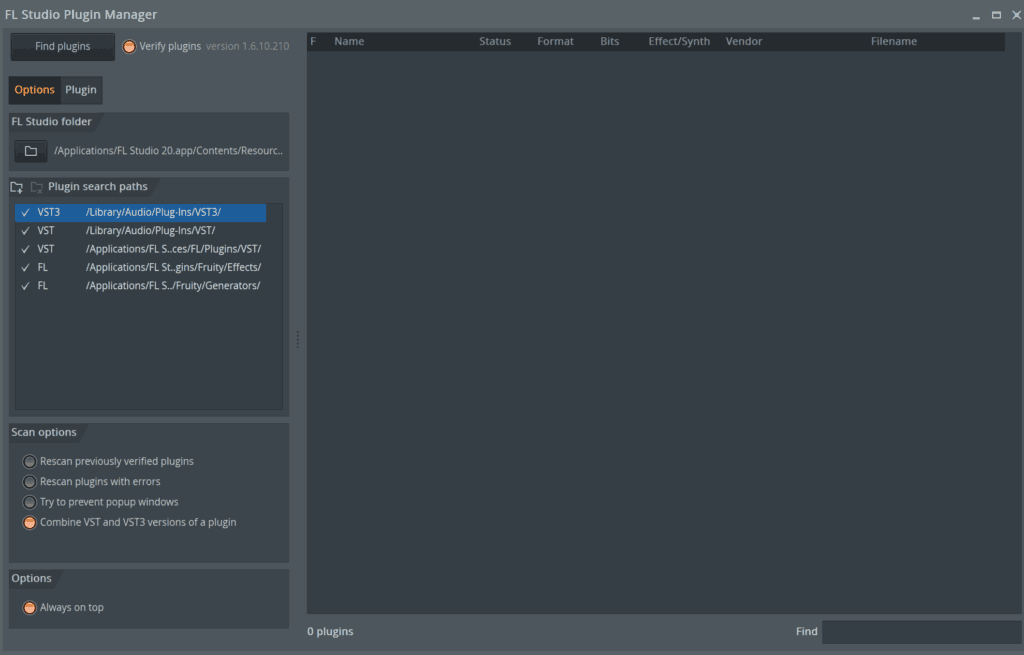 FL Studio Plugin Manager
Find plugins
Verify plugins version 1.6.10.210
Options Plugin
FL Studio folder
/Applications/FL Studio 20.app/Contents/Resourc..
Plugin search paths
VST3 /Library/Audio/Plug-Ins/VST3/
VST /Library/Audio/Plug-Ins/VST/
VST /Applications/FL S..ces/FL/Plugins/VST/
FL /Applications/FL St..gins/Fruity/Effects/
FL /Applications/FL S../Fruity/Generators/
Scan options
Rescan previously verified plugins
Rescan plugins with errors
Try to prevent popup windows
Combine VST and VST3 versions of a plugin
Options
Always on top
F Name Status Format Bits Effect/Synth Vendor Filename
0 plugins
Find